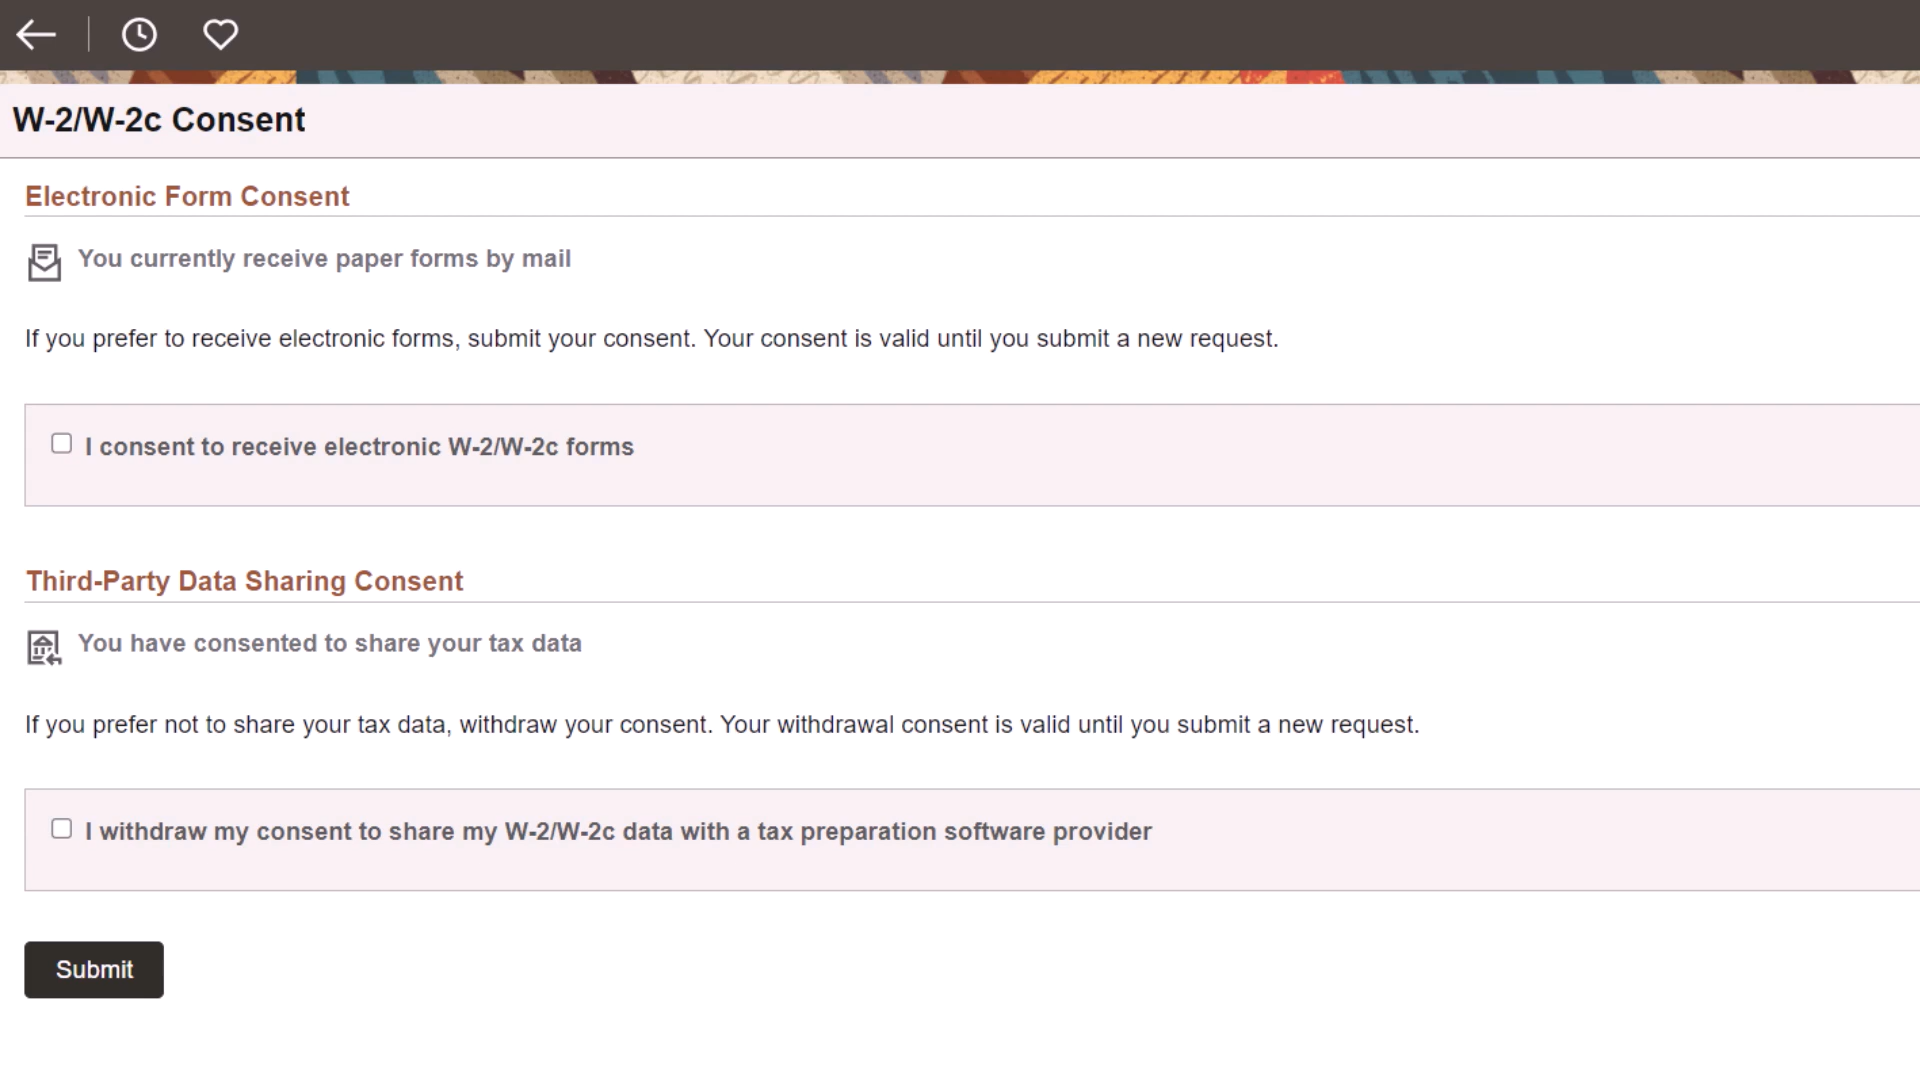 W-2/W-2c Consent
Electronic Form Consent
You currently receive paper forms by mail
If you prefer to receive electronic forms, submit your consent. Your consent is valid until you submit a new request.
I consent to receive electronic W-2/W-2c forms
Third-Party Data Sharing Consent
You have consented to share your tax data
If you prefer not to share your tax data, withdraw your consent. Your withdrawal consent is valid until you submit a new request.
I withdraw my consent to share my W-2/W-2c data with a tax preparation software provider
Submit